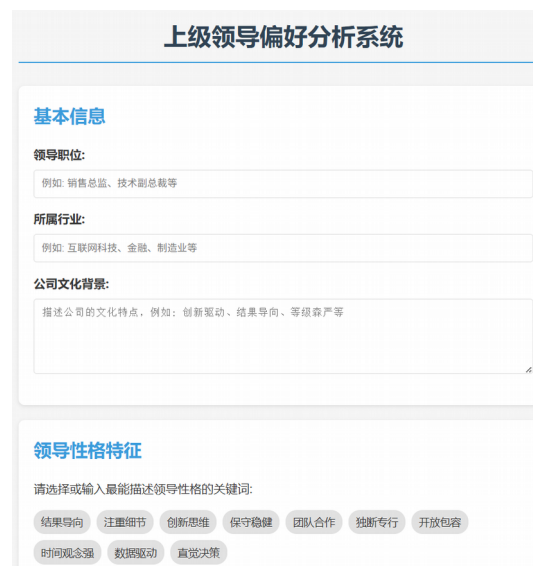 上级领导偏好分析系统
基本信息
领导职位:
例如: 销售总监、技术副总裁等
所属行业:
例如: 互联网科技、金融、制造业等
公司文化背景:
描述公司的文化特点，例如：创新驱动、结果导向、等级森严等
领导性格特征
请选择或输入最能描述领导性格的关键词:
结果导向 注重细节 创新思维 保守稳健 团队合作 独断专行 开放包容
时间观念强 数据驱动 直觉决策